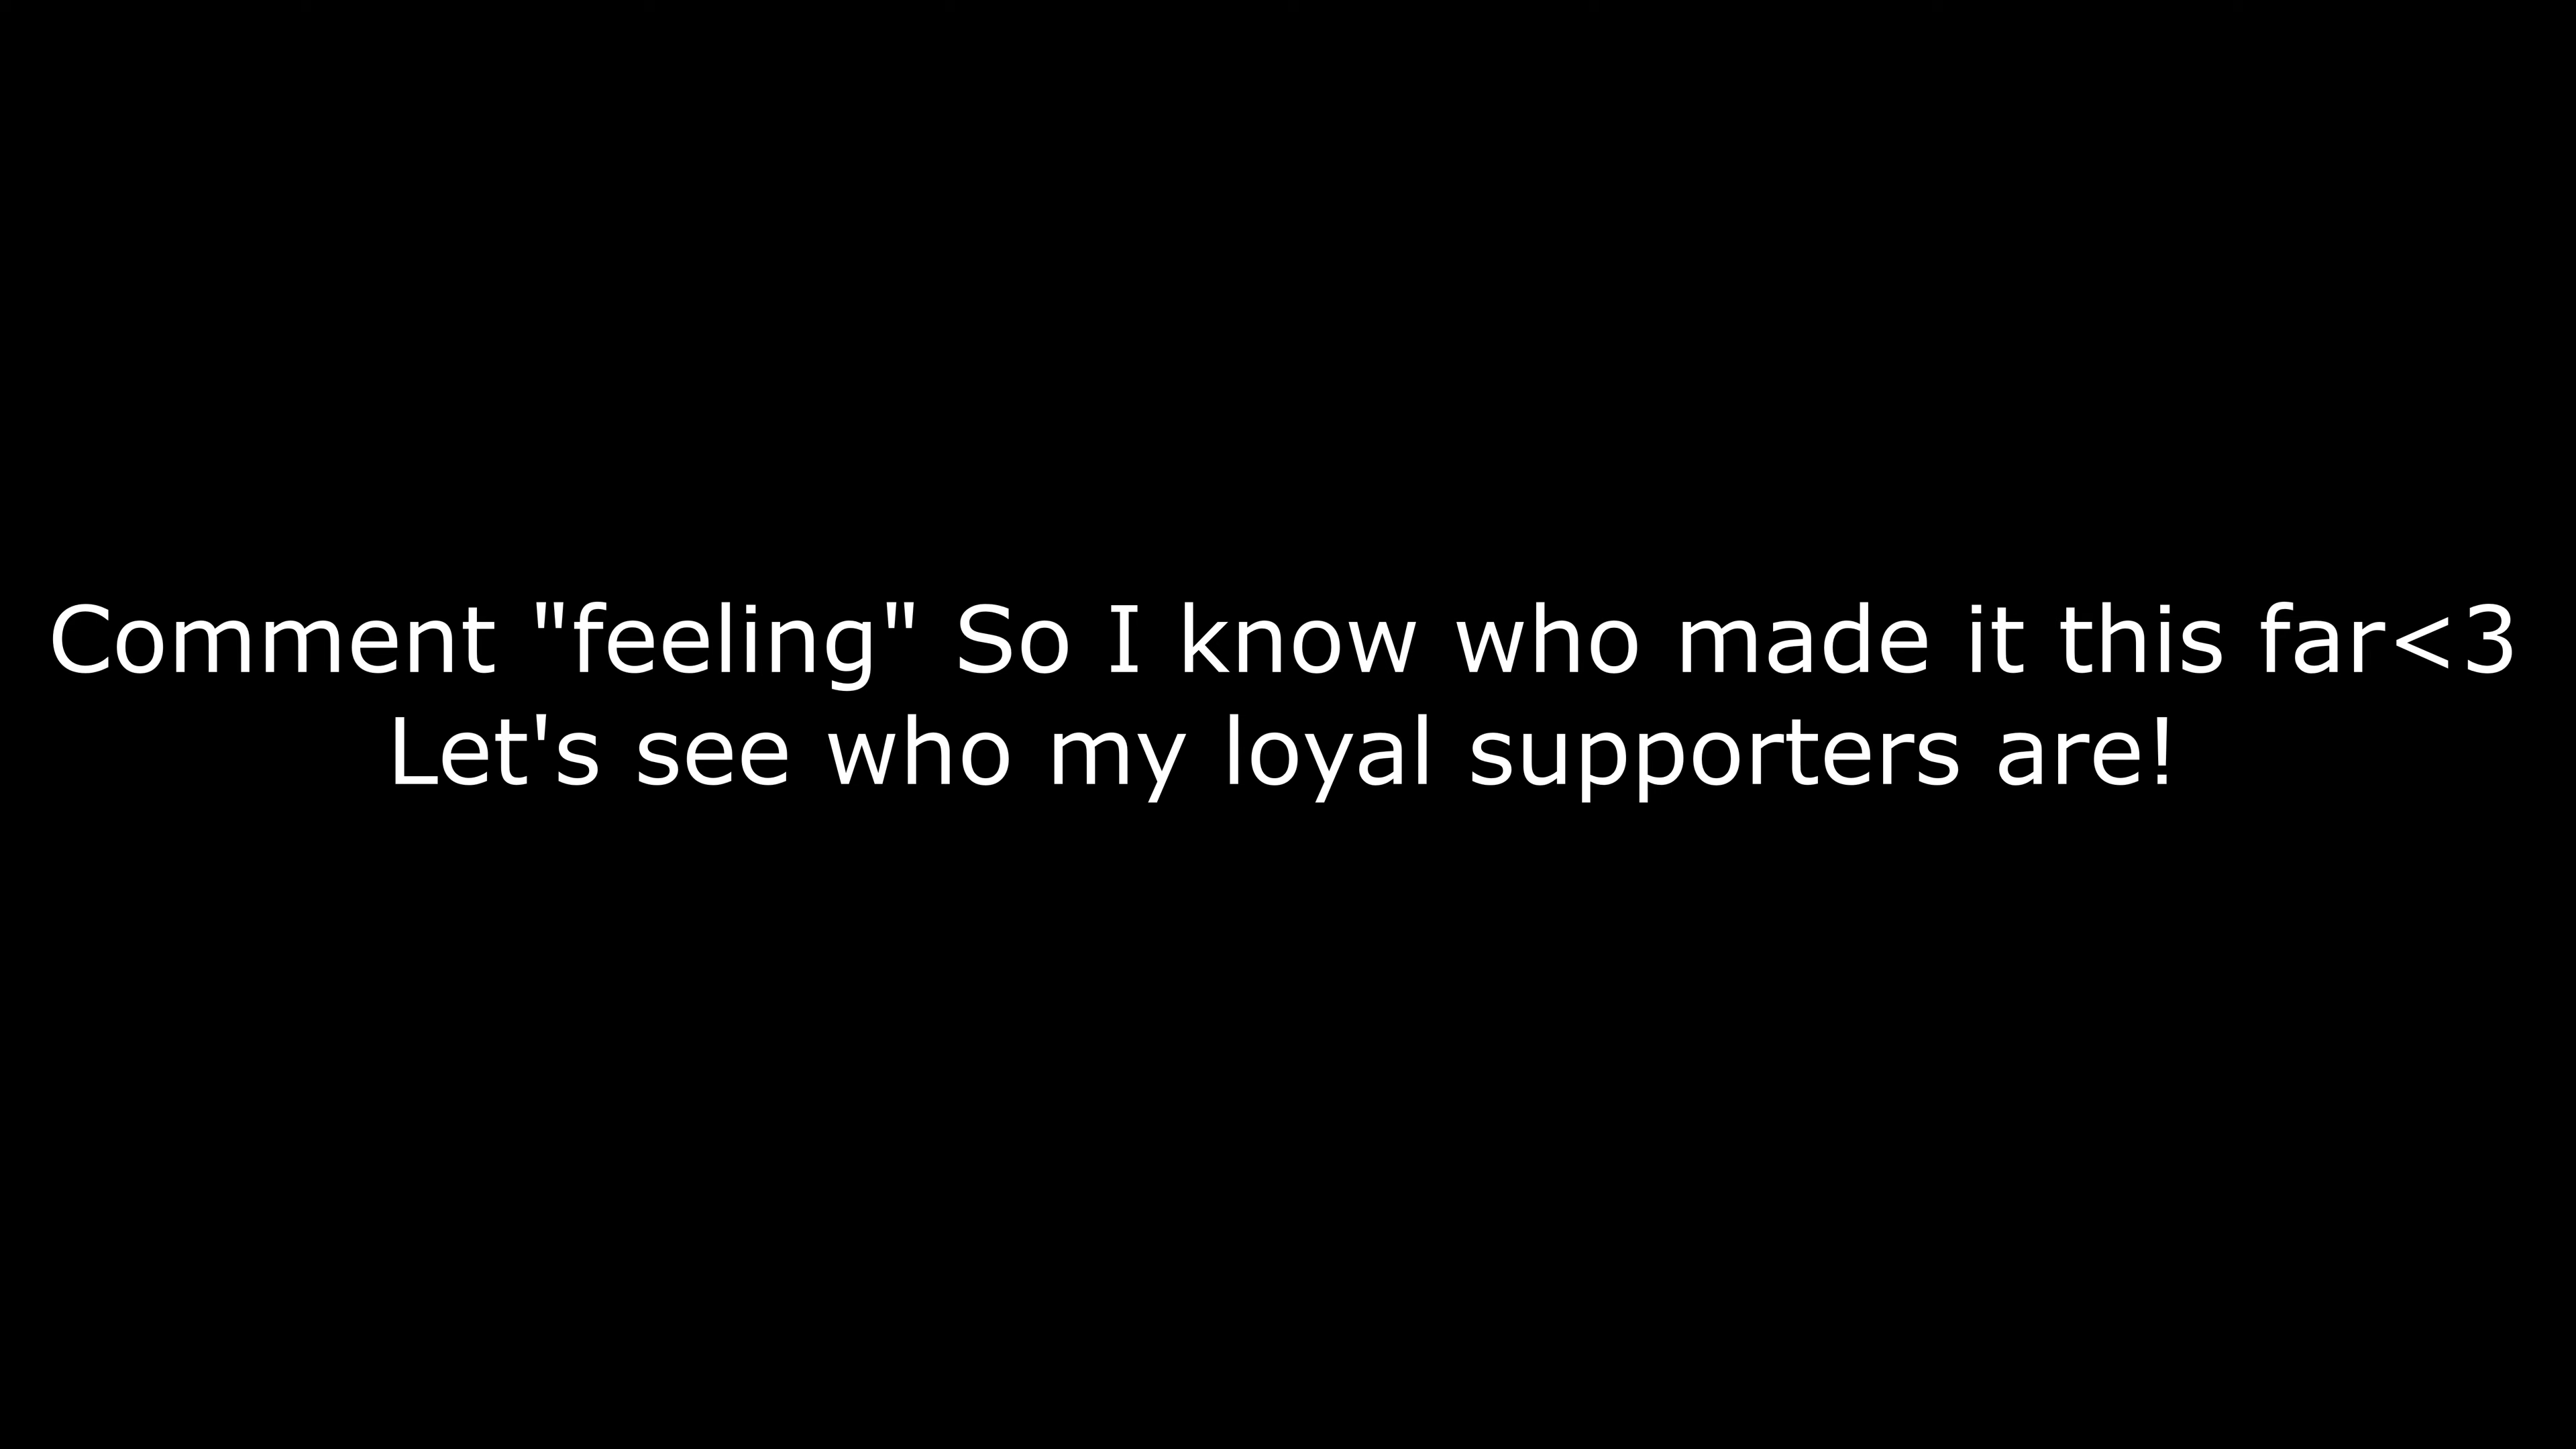 Comment "feeling" So I know who made it this far<3
Let's see who my loyal supporters are!